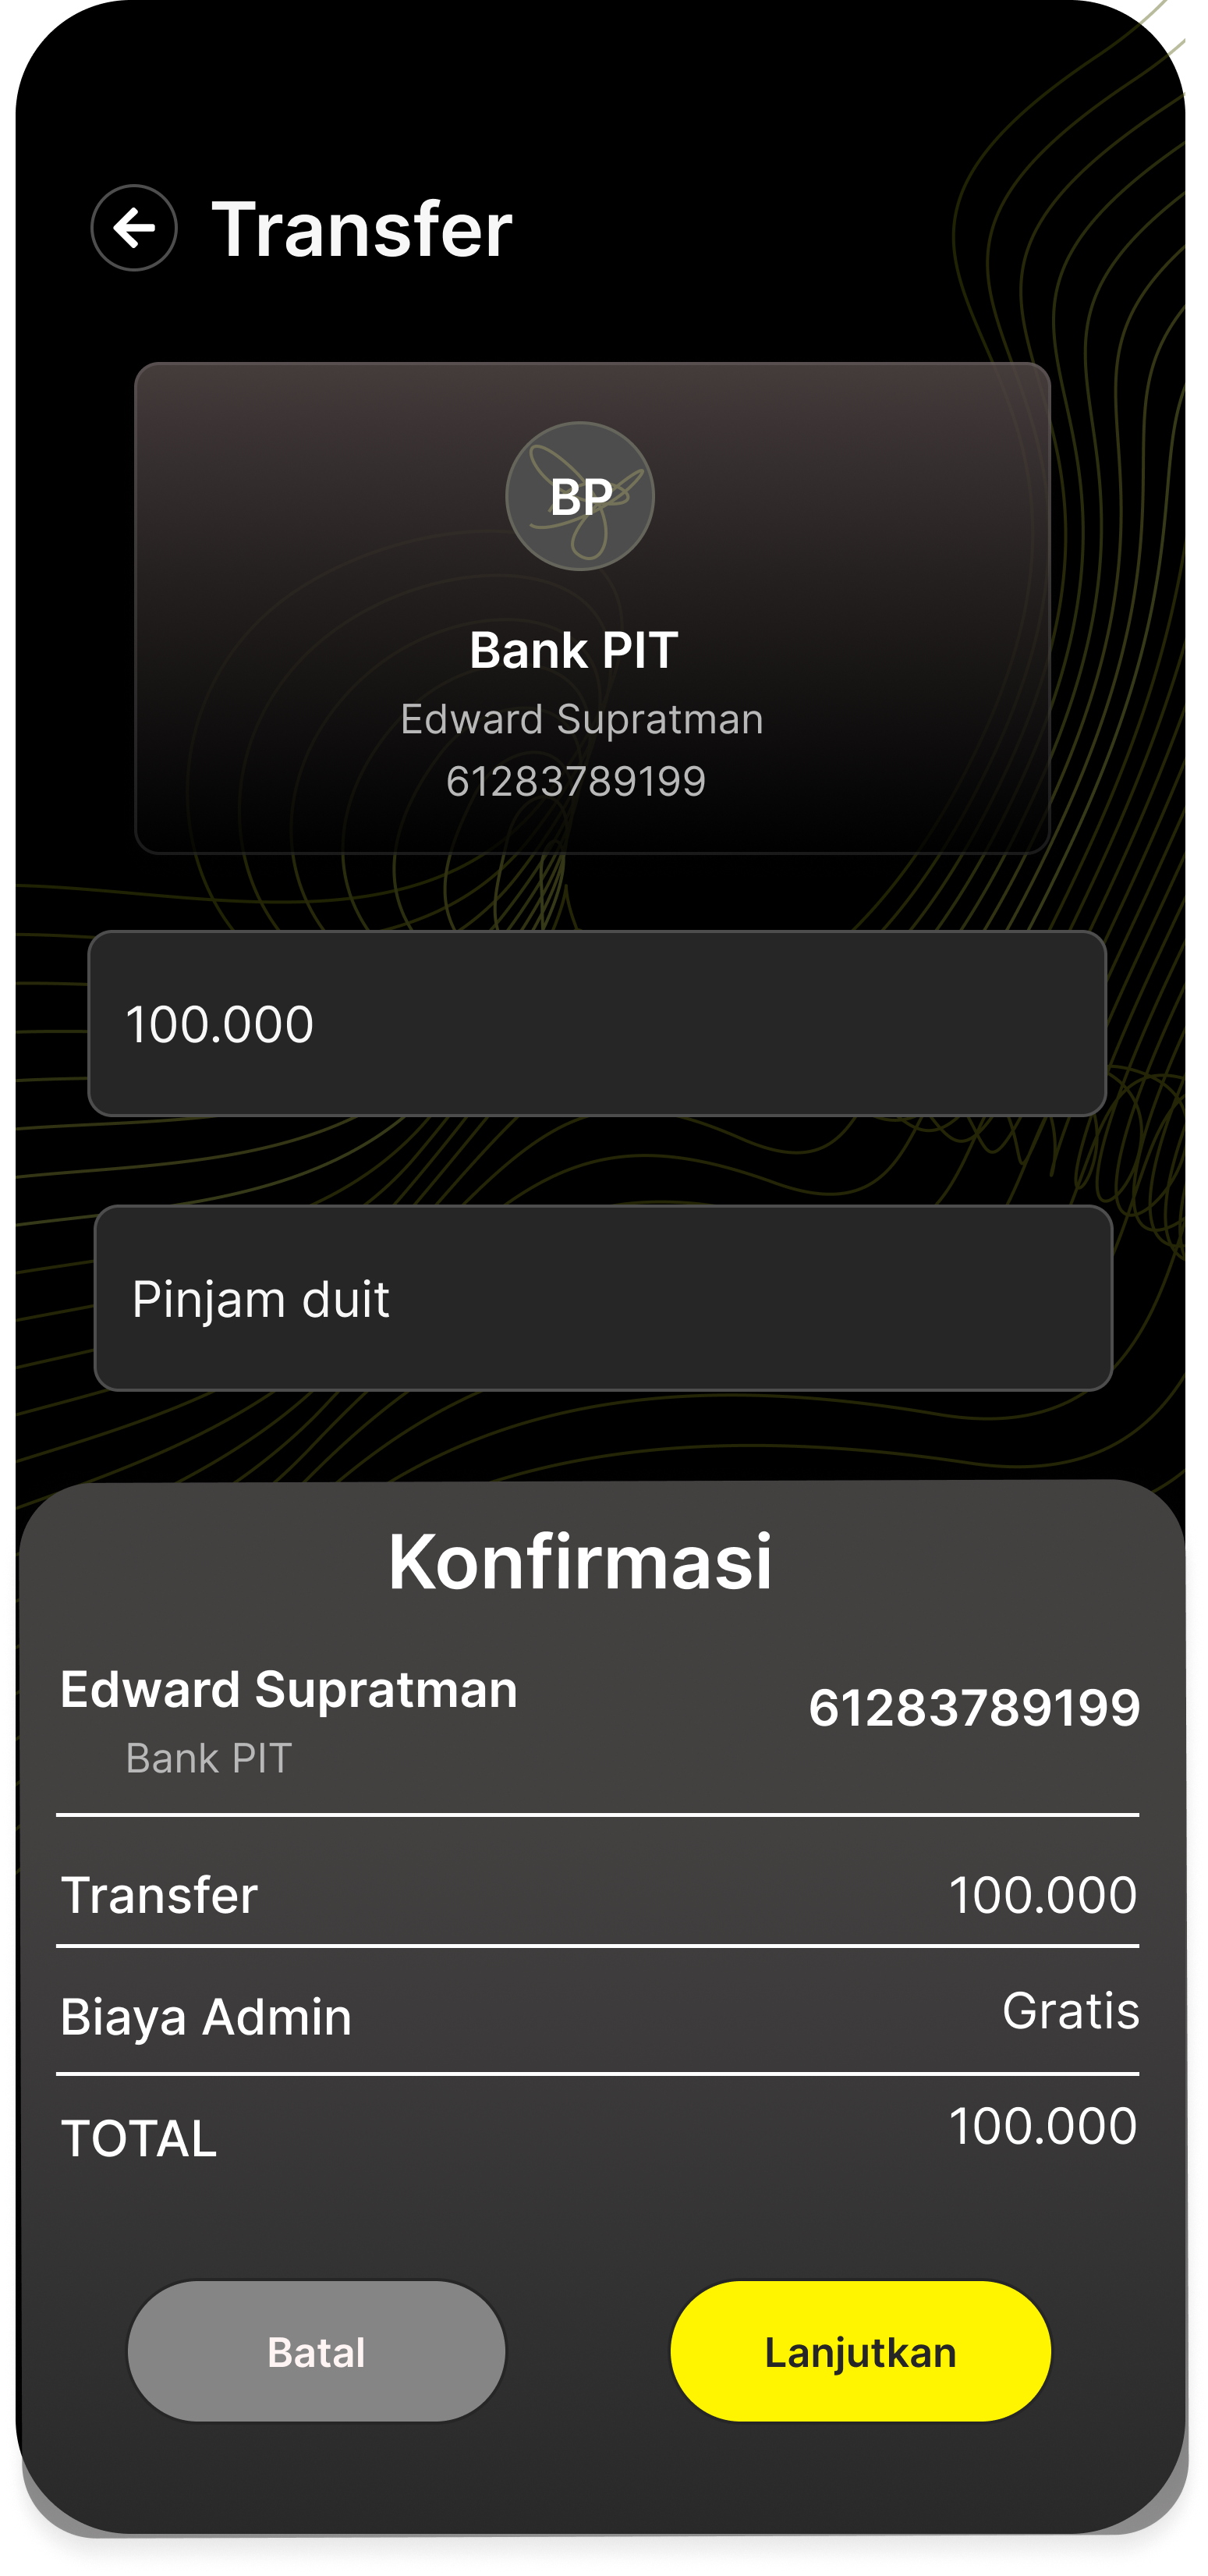 Transfer
BP
Bank PIT
Edward Supratman
61283789199
100.000
Pinjam duit
Konfirmasi
Edward Supratman
61283789199
Bank PIT
Transfer 100.000
Biaya Admin Gratis
TOTAL 100.000
Batal Lanjutkan